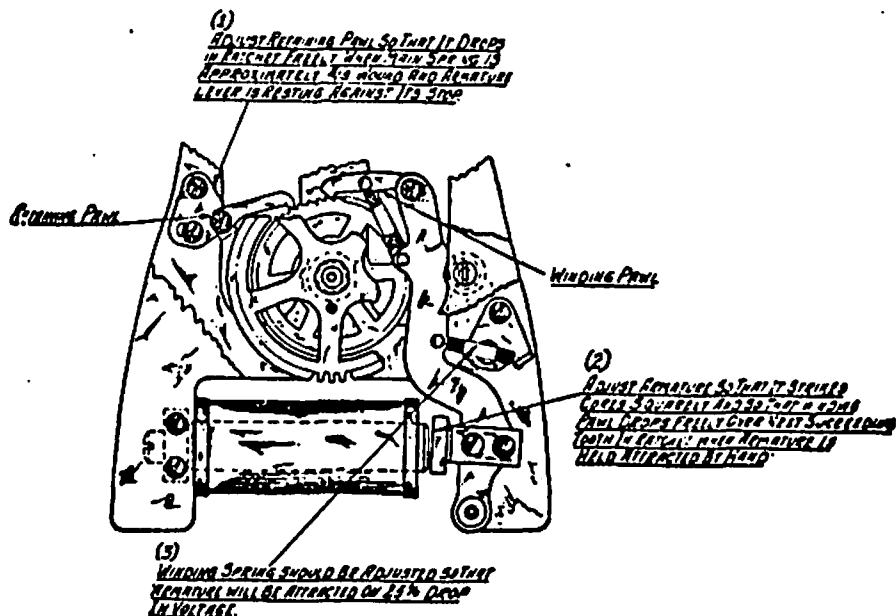 (1)
ADJUST RETAINING PAWL SO THAT IT DROPS
IN RATCHET FREELY WHEN MAIN SPRING IS
APPROXIMATELY WOUND AND ARMATURE
LEVER IS RESTING AGAINST ITS STOP
RETAINING PAWL
WINDING PAWL
(2)
ADJUST ARMATURE SO THAT IT STRIKES
CORES SQUARELY AND SO THAT WINDING
PAWL DROPS FREELY OVER NEXT SUCCEEDING
TOOTH IN RATCHET WHEN ARMATURE IS
HELD ATTRACTED BY HAND
(3)
WINDING SPRING SHOULD BE ADJUSTED SO THAT
ARMATURE WILL BE ATTRACTED ON 25% DROP
IN VOLTAGE.